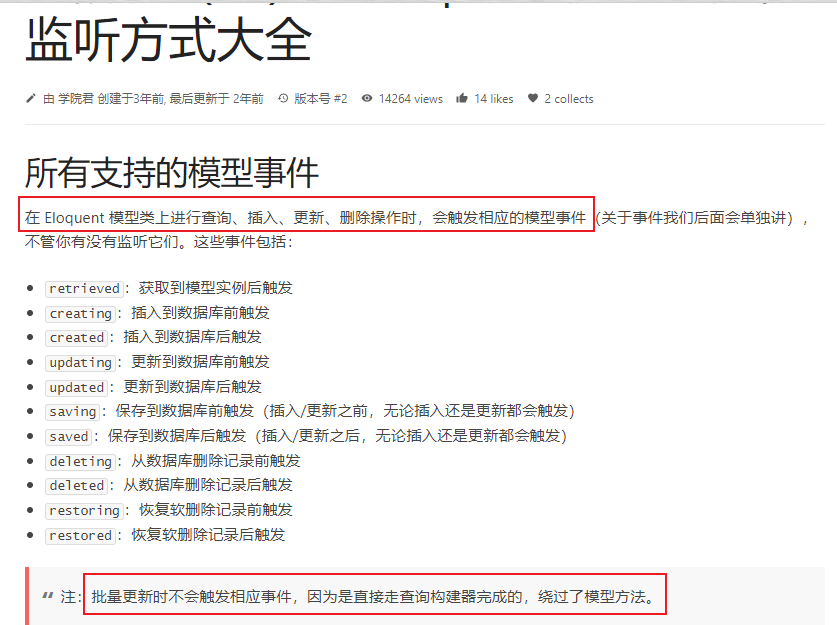 监听方式大全
由 学院君 创建于3年前, 最后更新于 2年前 版本号 #2 14264 views 14 likes 2 collects
所有支持的模型事件
在 Eloquent 模型类上进行查询、插入、更新、删除操作时，会触发相应的模型事件（关于事件我们后面会单独讲），
不管你有没有监听它们。这些事件包括：
retrieved：获取到模型实例后触发
creating：插入到数据库前触发
created：插入到数据库后触发
updating：更新到数据库前触发
updated：更新到数据库后触发
saving：保存到数据库前触发（插入/更新之前，无论插入还是更新都会触发）
saved：保存到数据库后触发（插入/更新之后，无论插入还是更新都会触发）
deleting：从数据库删除记录前触发
deleted：从数据库删除记录后触发
restoring：恢复软删除记录前触发
restored：恢复软删除记录后触发
“ 注：批量更新时不会触发相应事件，因为是直接走查询构建器完成的，绕过了模型方法。